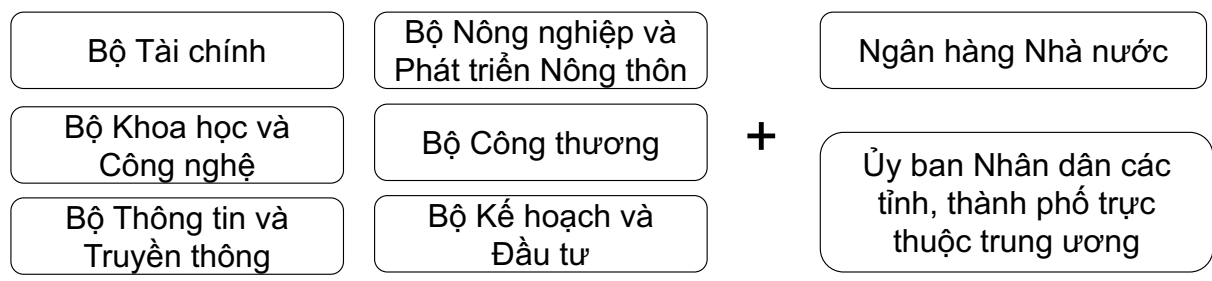 Bộ Tài chính
Bộ Nông nghiệp và
Phát triển Nông thôn
Ngân hàng Nhà nước
Bộ Khoa học và
Công nghệ
Bộ Công thương
+
Ủy ban Nhân dân các
tỉnh, thành phố trực
thuộc trung ương
Bộ Thông tin và
Truyền thông
Bộ Kế hoạch và
Đầu tư